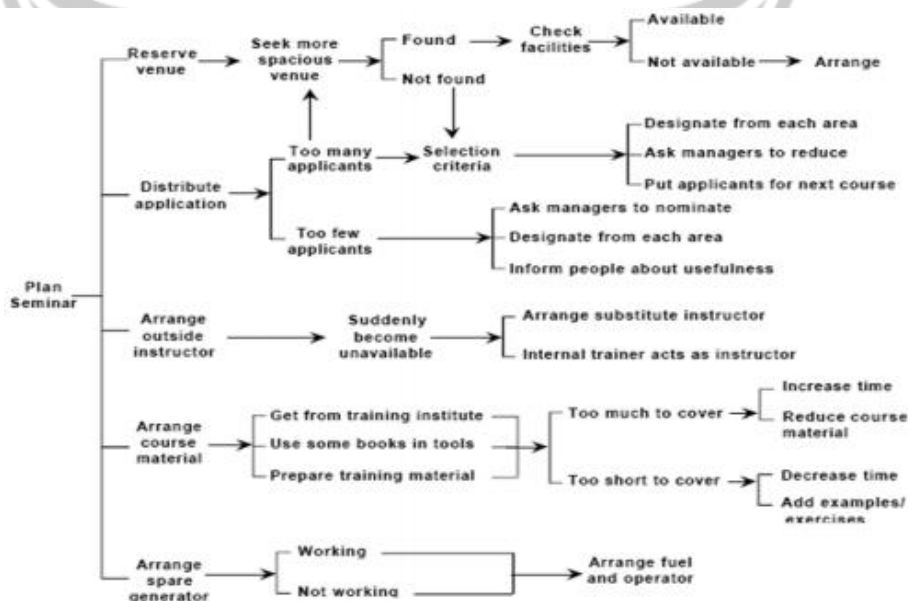 Plan
Seminar
Reserve
venue
Seek more
spacious
venue
Found
Not found
Check
facilities
Available
Not available
Arrange
Distribute
application
Too many
applicants
Selection
criteria
Designate from each area
Ask managers to reduce
Put applicants for next course
Too few
applicants
Ask managers to nominate
Designate from each area
Inform people about usefulness
Arrange
outside
instructor
Suddenly
become
unavailable
Arrange substitute instructor
Internal trainer acts as instructor
Arrange
course
material
Get from training institute
Use some books in tools
Prepare training material
Too much to cover
Increase time
Reduce course
material
Too short to cover
Decrease time
Add examples/
exercises
Arrange
spare
generator
Working
Not working
Arrange fuel
and operator